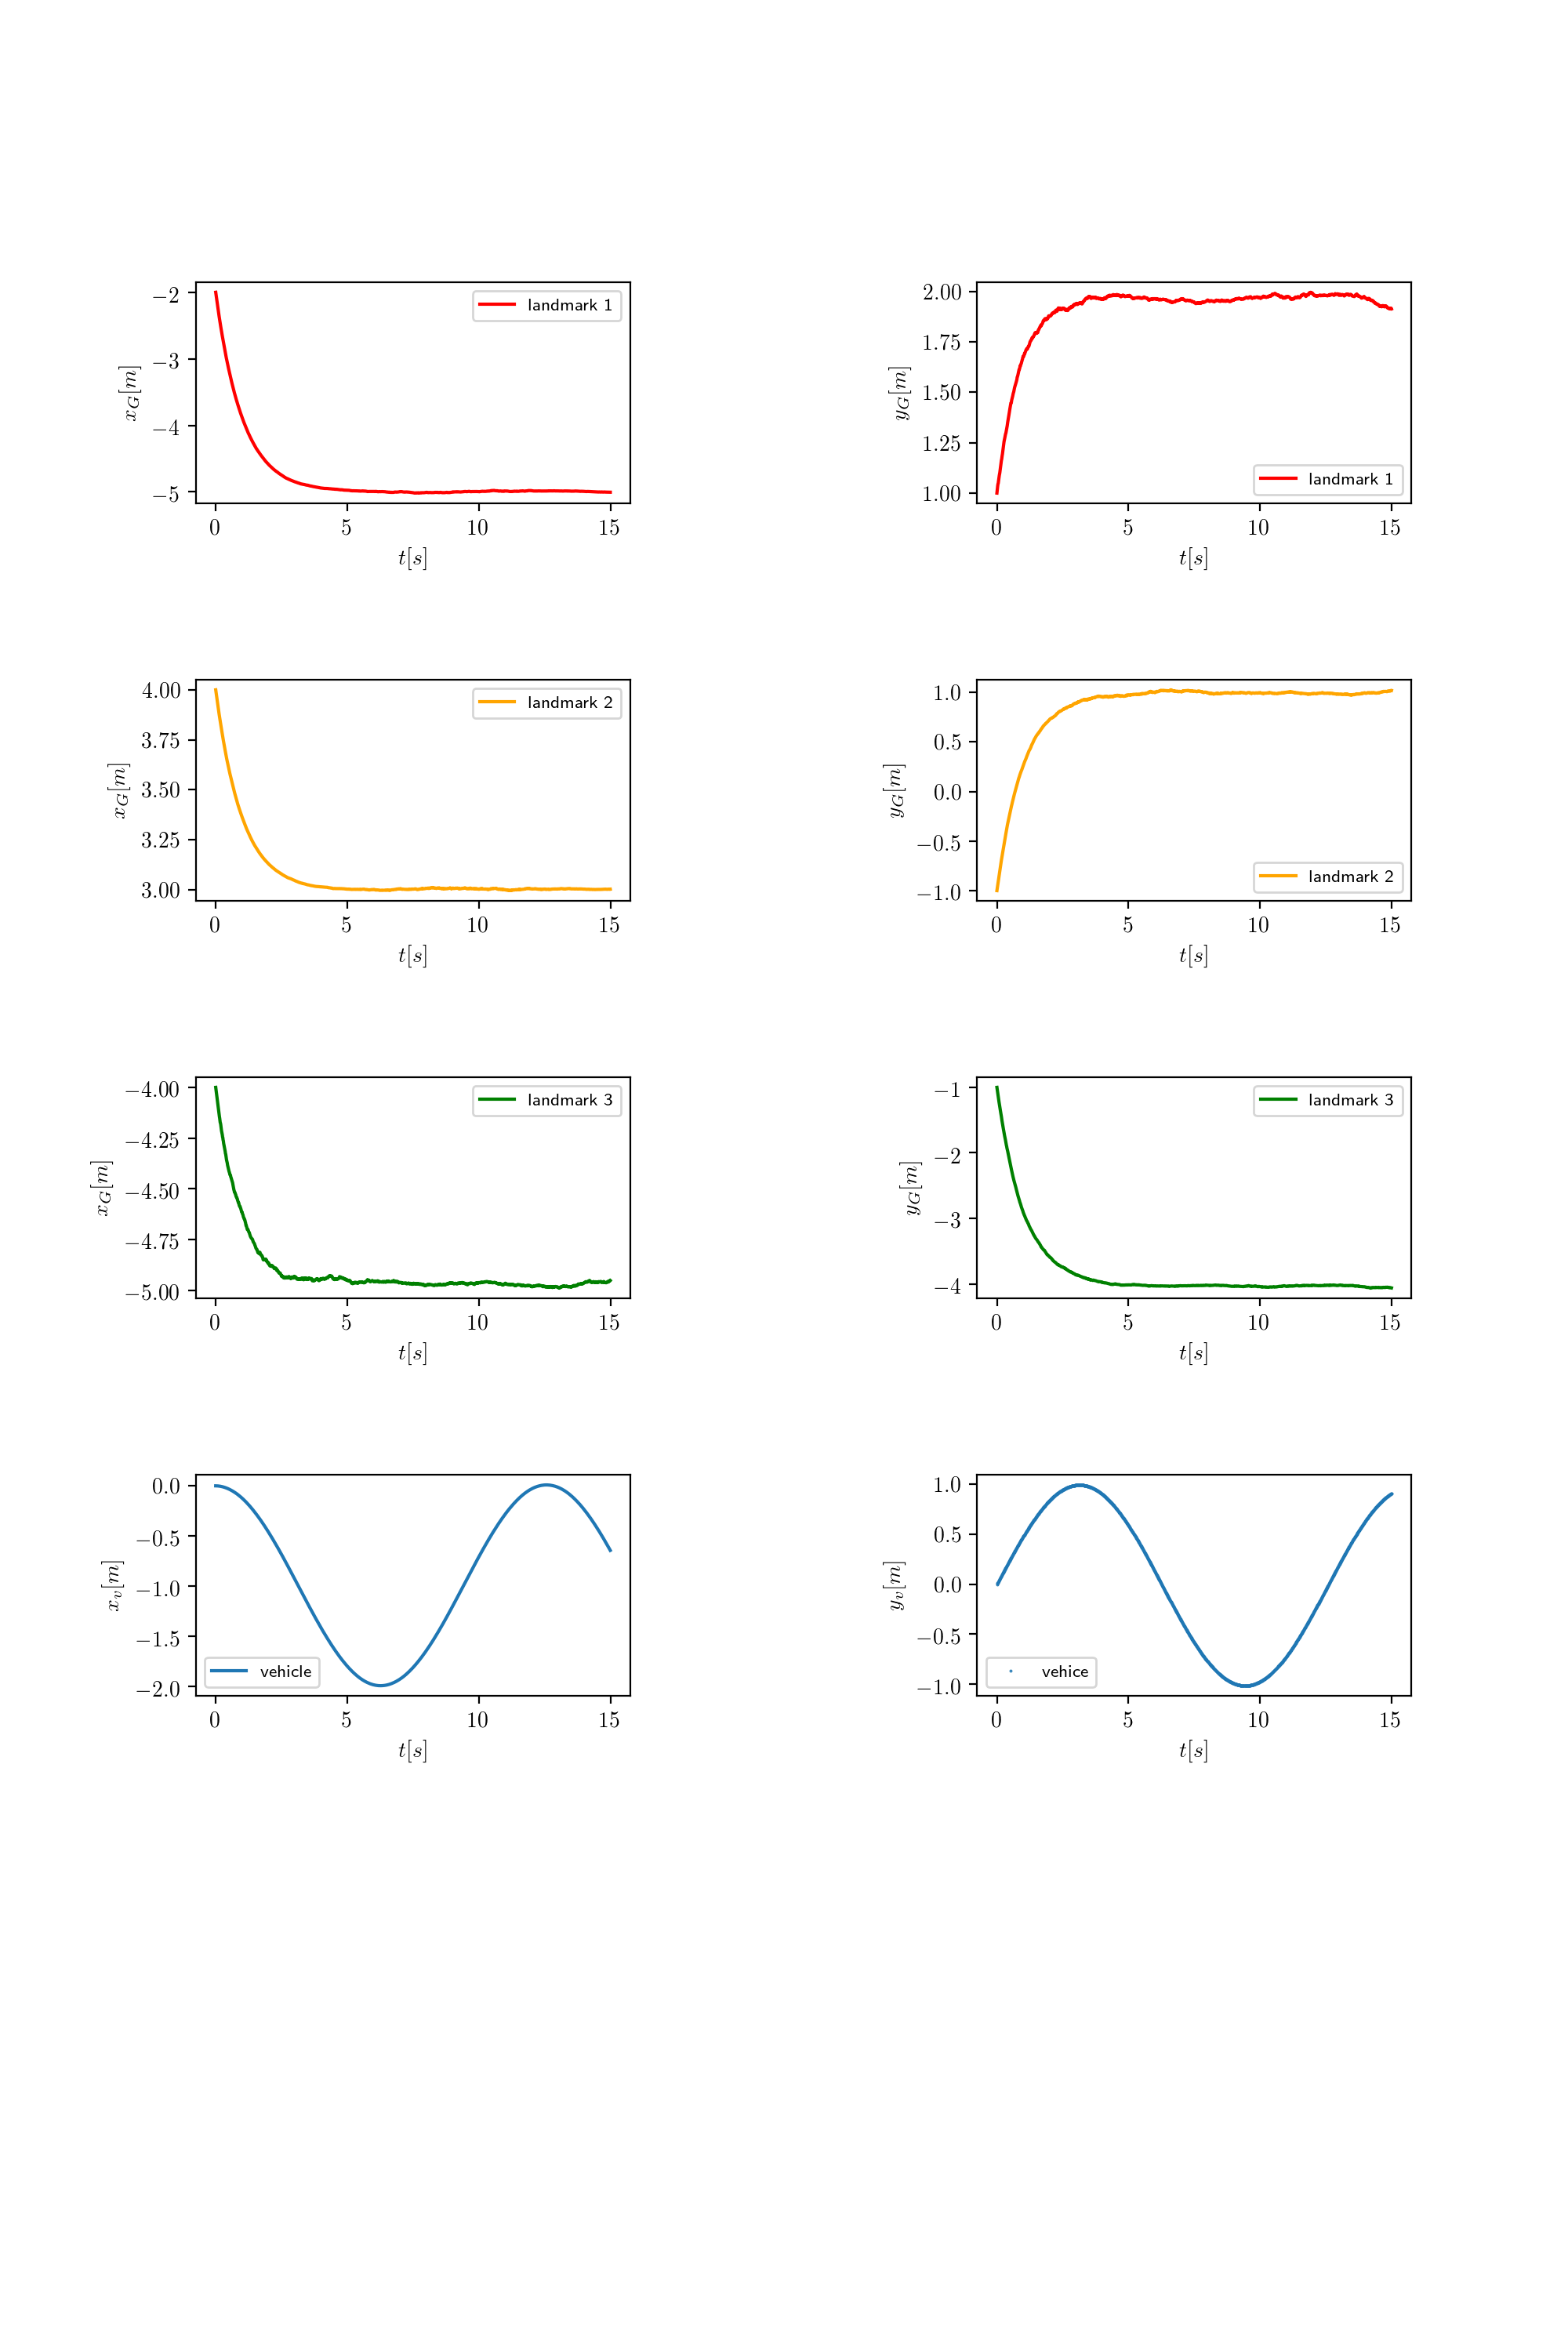 −2
−3
−4
−5
x_G[m]
landmark 1
0 5 10 15
t[s]
2.00
1.75
1.50
1.25
1.00
y_G[m]
landmark 1
0 5 10 15
t[s]
4.00
3.75
3.50
3.25
3.00
x_G[m]
landmark 2
0 5 10 15
t[s]
1.0
0.5
0.0
−0.5
−1.0
y_G[m]
landmark 2
0 5 10 15
t[s]
−4.00
−4.25
−4.50
−4.75
−5.00
x_G[m]
landmark 3
0 5 10 15
t[s]
−1
−2
−3
−4
y_G[m]
landmark 3
0 5 10 15
t[s]
0.0
−0.5
−1.0
−1.5
−2.0
x_v[m]
vehicle
0 5 10 15
t[s]
1.0
0.5
0.0
−0.5
−1.0
y_v[m]
vehice
0 5 10 15
t[s]